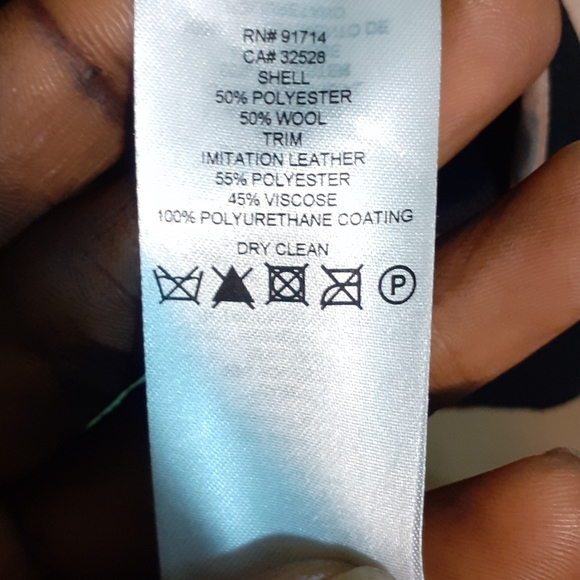 RN# 91714
CA# 32528
SHELL
50% POLYESTER
50% WOOL
TRIM
IMITATION LEATHER
55% POLYESTER
45% VISCOSE
100% POLYURETHANE COATING
DRY CLEAN
P